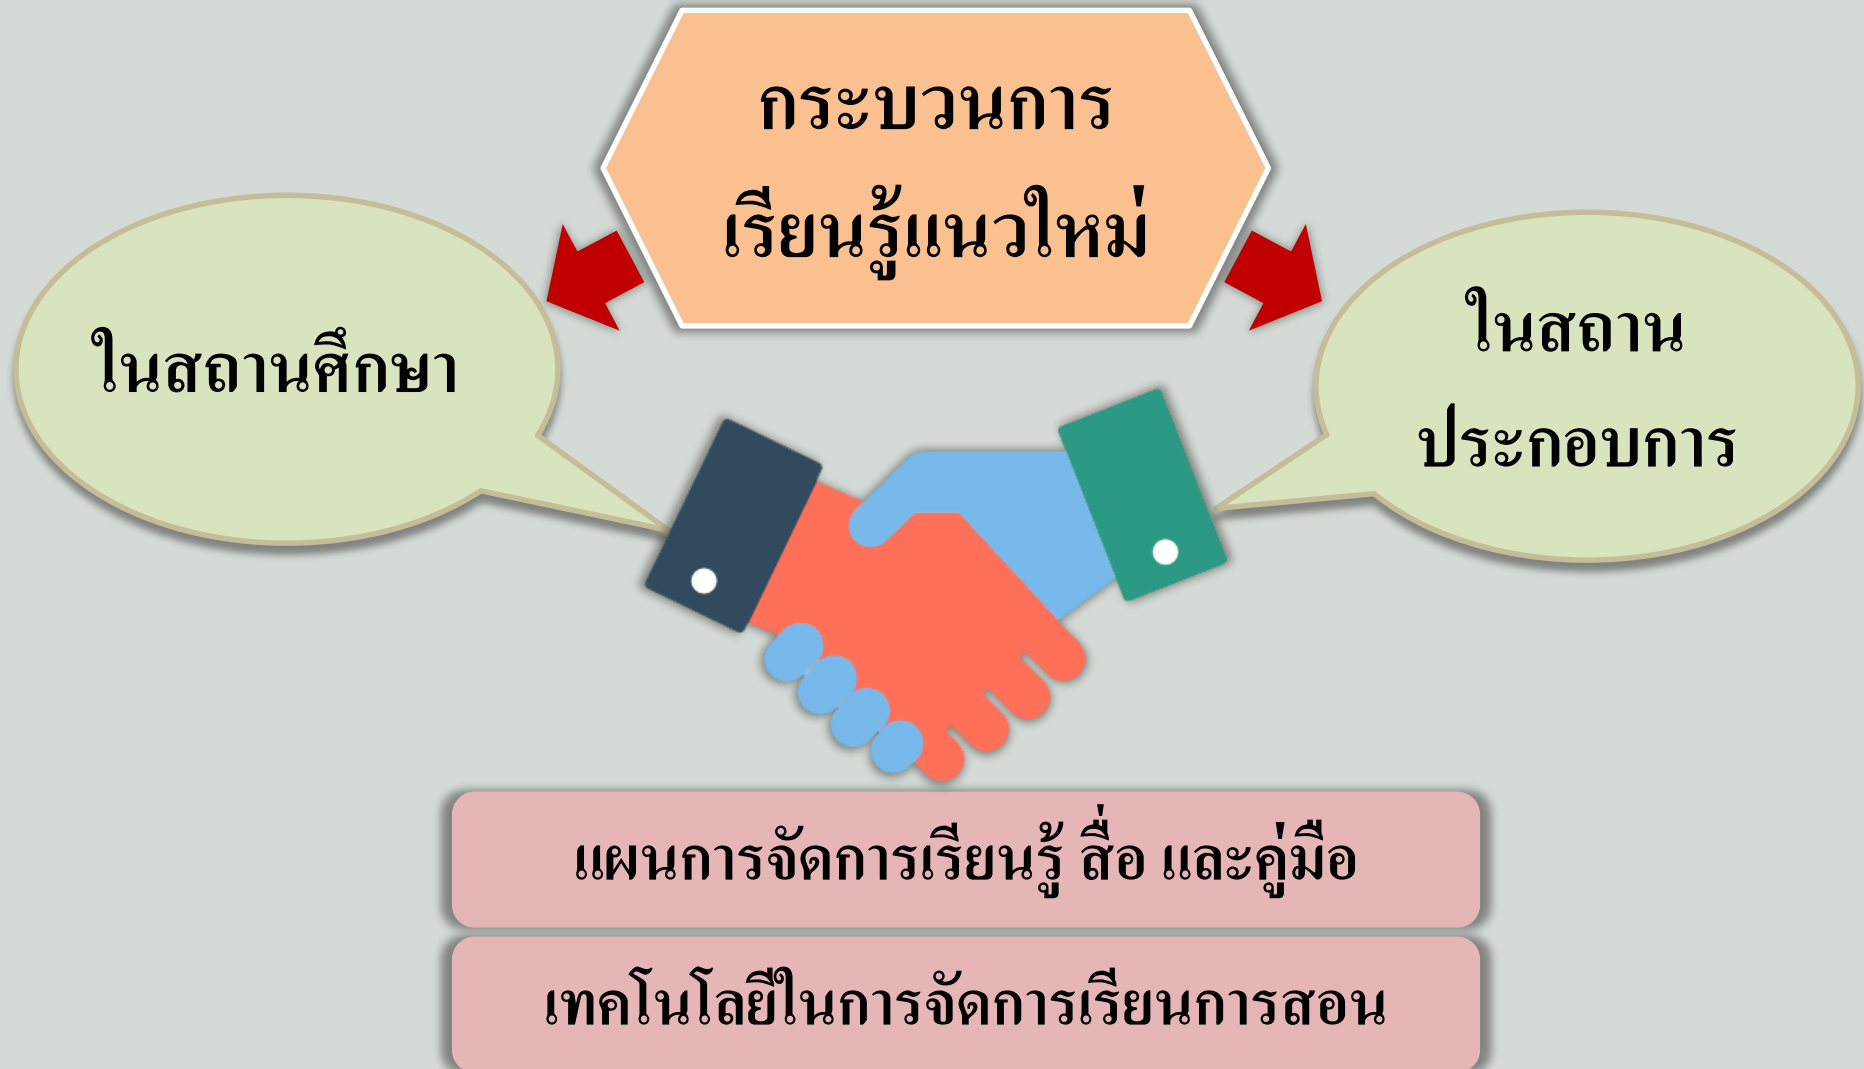 กระบวนการ
เรียนรู้แนวใหม่
ในสถานศึกษา
ในสถาน
ประกอบการ
แผนการจัดการเรียนรู้ สื่อ และคู่มือ
เทคโนโลยีในการจัดการเรียนการสอน